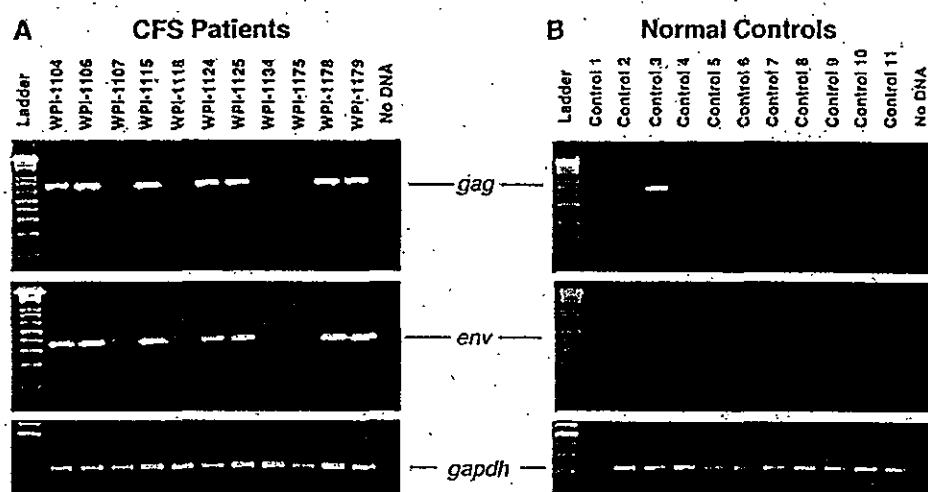 A CFS Patients
Ladder
WPI-1104
WPI-1106
WPI-1107
WPI-1115
WPI-1118
WPI-1124
WPI-1125
WPI-1134
WPI-1175
WPI-1178
WPI-1179
No DNA
B Normal Controls
Ladder
Control 1
Control 2
Control 3
Control 4
Control 5
Control 6
Control 7
Control 8
Control 9
Control 10
Control 11
No DNA
gag
env
gapdh